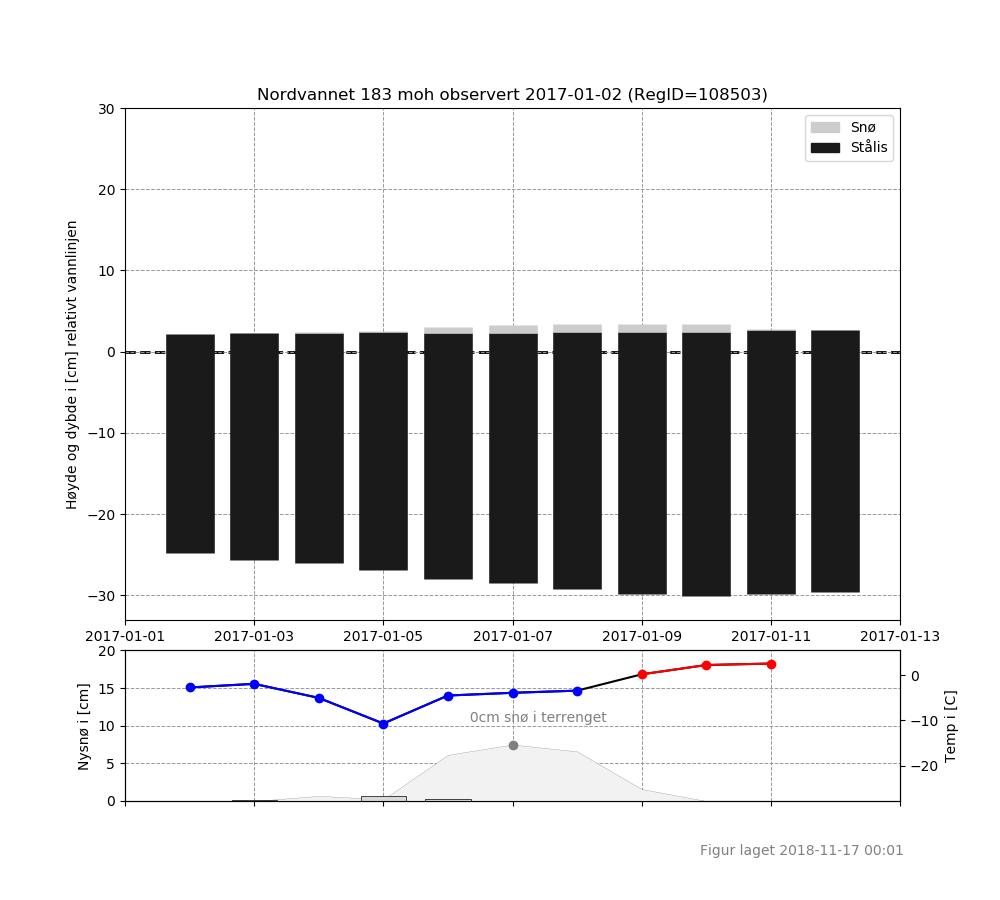 Nordvannet 183 moh observert 2017-01-02 (RegID=108503)
Høyde og dybde i [cm] relativt vannlinjen
30
20
10
0
−10
−20
−30
Snø
Stålis
2017-01-01 2017-01-03 2017-01-05 2017-01-07 2017-01-09 2017-01-11 2017-01-13
Nysnø i [cm]
20
15
10
5
0
0cm snø i terrenget
0
−10
−20
Temp i [C]
Figur laget 2018-11-17 00:01